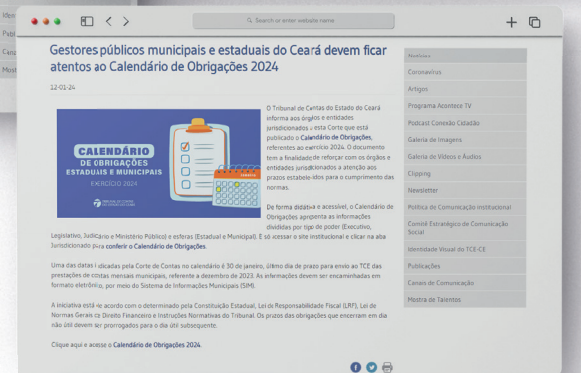 Search or enter website name
Gestores públicos municipais e estaduais do Ceará devem ficar
atentos ao Calendário de Obrigações 2024
12-01-24
CALENDÁRIO
DE OBRIGAÇÕES
ESTADUAIS E MUNICIPAIS
EXERCÍCIO 2024
O Tribunal de Contas do Estado do Ceará
informa aos órgãos e entidades
jurisdicionados a esta Corte que está
publicado o Calendário de Obrigações,
referentes ao exercício 2024. O documento
tem a finalidade de reforçar com os órgãos e
entidades jurisdicionados a atenção aos
prazos estabelecidos para o cumprimento das
normas.
De forma didática e acessível, o Calendário de
Obrigações apresenta as informações
divididas por tipo de poder (Executivo,
Legislativo, Judiciário e Ministério Público) e esferas (Estadual e Municipal). É só acessar o site institucional e clicar na aba
Jurisdicionado para conferir o Calendário de Obrigações.
Uma das datas indicadas pela Corte de Contas no calendário é 30 de janeiro, último dia de prazo para envio ao TCE das
prestações de contas mensais municipais, referente a dezembro de 2023. As informações devem ser encaminhadas em
formato eletrônico, por meio do Sistema de Informações Municipais (SIM).
A iniciativa está de acordo com o determinado pela Constituição Estadual, Lei de Responsabilidade Fiscal (LRF), Lei de
Normas Gerais de Direito Financeiro e Instruções Normativas do Tribunal. Os prazos das obrigações que encerram em dia
não útil devem ser prorrogados para o dia útil subsequente.
Clique aqui e acesse o Calendário de Obrigações 2024.
Notícias
Coronavírus
Artigos
Programa Acontece TV
Podcast Conexão Cidadão
Galeria de Imagens
Galeria de Vídeos e Áudios
Clipping
Newsletter
Política de Comunicação Institucional
Comitê Estratégico de Comunicação
Social
Identidade Visual do TCE-CE
Publicações
Canais de Comunicação
Mostra de Talentos